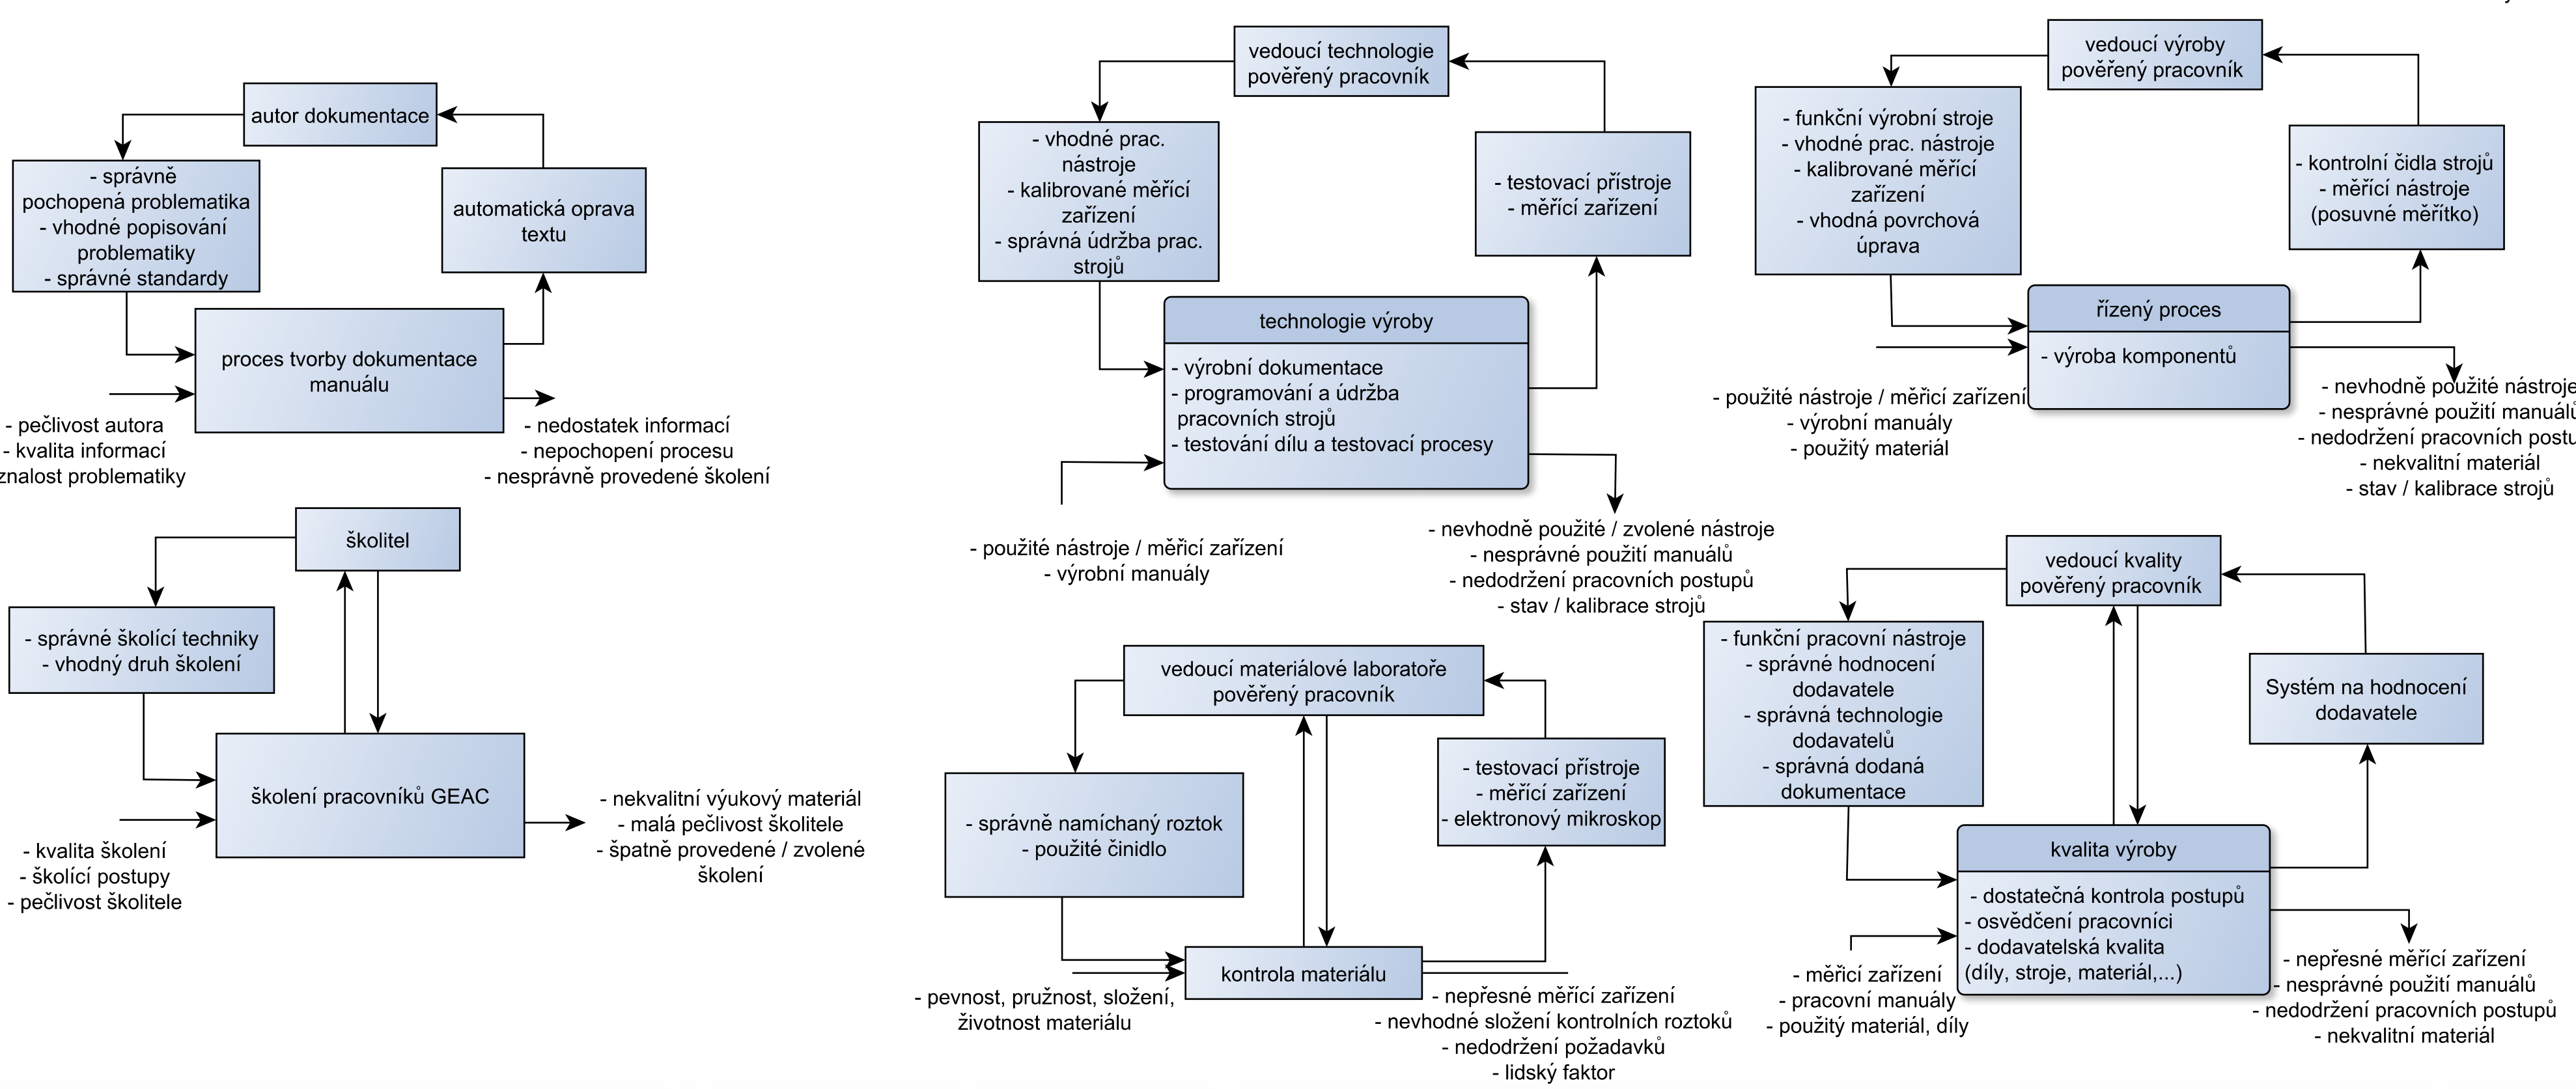 autor dokumentace
- správně
pochopená problematika
- vhodné popisování
problematiky
- správné standardy
automatická oprava
textu
proces tvorby dokumentace
manuálu
- pečlivost autora
- kvalita informací
znalost problematiky
- nedostatek informací
- nepochopení procesu
- nesprávně provedené školení
školitel
- správné školící techniky
- vhodný druh školení
školení pracovníků GEAC
- kvalita školení
- školící postupy
- pečlivost školitele
- nekvalitní výukový materiál
- malá pečlivost školitele
- špatně provedené / zvolené
školení
vedoucí technologie
pověřený pracovník
- vhodné prac.
nástroje
- kalibrované měřící
zařízení
- správná údržba prac.
strojů
- testovací přístroje
- měřící zařízení
technologie výroby
- výrobní dokumentace
- programování a údržba
pracovních strojů
- testování dílu a testovací procesy
- použité nástroje / měřicí zařízení
- výrobní manuály
- nevhodně použité / zvolené nástroje
- nesprávné použití manuálů
- nedodržení pracovních postupů
- stav / kalibrace strojů
vedoucí materiálové laboratoře
pověřený pracovník
- správně namíchaný roztok
- použité činidlo
- testovací přístroje
- měřící zařízení
- elektronový mikroskop
kontrola materiálu
- pevnost, pružnost, složení,
životnost materiálu
- nepřesné měřící zařízení
- nevhodné složení kontrolních roztoků
- nedodržení požadavků
- lidský faktor
vedoucí výroby
pověřený pracovník
- funkční výrobní stroje
- vhodné prac. nástroje
- kalibrované měřící
zařízení
- vhodná povrchová
úprava
- kontrolní čidla strojů
- měřící nástroje
(posuvné měřítko)
řízený proces
- výroba komponentů
- použité nástroje / měřicí zařízení
- výrobní manuály
- použitý materiál
- nevhodně použité nástroje
- nesprávné použití manuálů
- nedodržení pracovních postu
- nekvalitní materiál
- stav / kalibrace strojů
vedoucí kvality
pověřený pracovník
- funkční pracovní nástroje
- správné hodnocení
dodavatele
- správná technologie
dodavatelů
- správná dodaná
dokumentace
Systém na hodnocení
dodavatele
kvalita výroby
- dostatečná kontrola postupů
- osvědčení pracovníci
- dodavatelská kvalita
(díly, stroje, materiál,...)
- měřicí zařízení
- pracovní manuály
- použitý materiál, díly
- nepřesné měřící zařízení
- nesprávné použití manuálů
- nedodržení pracovních postupů
- nekvalitní materiál